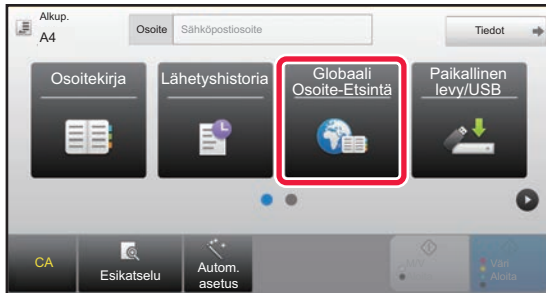 Alkup.
A4
Osoite
Sähköpostiosoite
Tiedot
Osoitekirja
Lähetyshistoria
Globaali
Osoite-Etsintä
Paikallinen
levy/USB
CA
Esikatselu
Autom.
asetus
Väri
Aloita